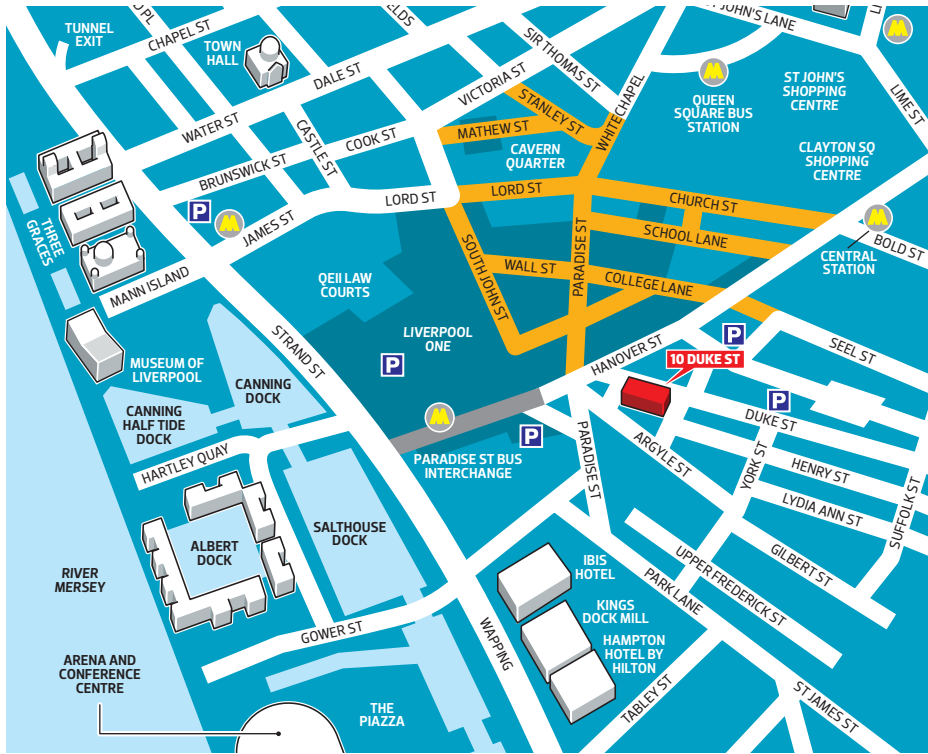 TUNNEL
EXIT
CHAPEL ST
TOWN
HALL
SIR THOMAS ST
ST JOHN'S LANE
DALE ST
VICTORIA ST
WHITECHAPEL
QUEEN
SQUARE BUS
STATION
ST JOHN'S
SHOPPING
CENTRE
LIME ST
WATER ST
CASTLE ST
COOK ST
STANLEY ST
MATHEW ST
CAVERN
QUARTER
CLAYTON SQ
SHOPPING
CENTRE
BRUNSWICK ST
LORD ST
LORD ST
CHURCH ST
SCHOOL LANE
BOLD ST
CENTRAL
STATION
P
JAMES ST
THREE
GRACES
MANN ISLAND
QEII LAW
COURTS
SOUTH JOHN ST
WALL ST
PARADISE ST
COLLEGE LANE
LIVERPOOL
ONE
P
STRAND ST
HANOVER ST
P
SEEL ST
10 DUKE ST
MUSEUM OF
LIVERPOOL
CANNING
DOCK
CANNING
HALF TIDE
DOCK
P
DUKE ST
P
PARADISE ST BUS
INTERCHANGE
PARADISE ST
ARGYLE ST
YORK ST
HENRY ST
LYDIA ANN ST
SUFFOLK ST
HARTLEY QUAY
ALBERT
DOCK
SALTHOUSE
DOCK
RIVER
MERSEY
IBIS
HOTEL
KINGS
DOCK MILL
HAMPTON
HOTEL BY
HILTON
PARK LANE
UPPER FREDERICK ST
GILBERT ST
GOWER ST
WAPPING
ARENA AND
CONFERENCE
CENTRE
THE
PIAZZA
TABLEY ST
ST JAMES ST